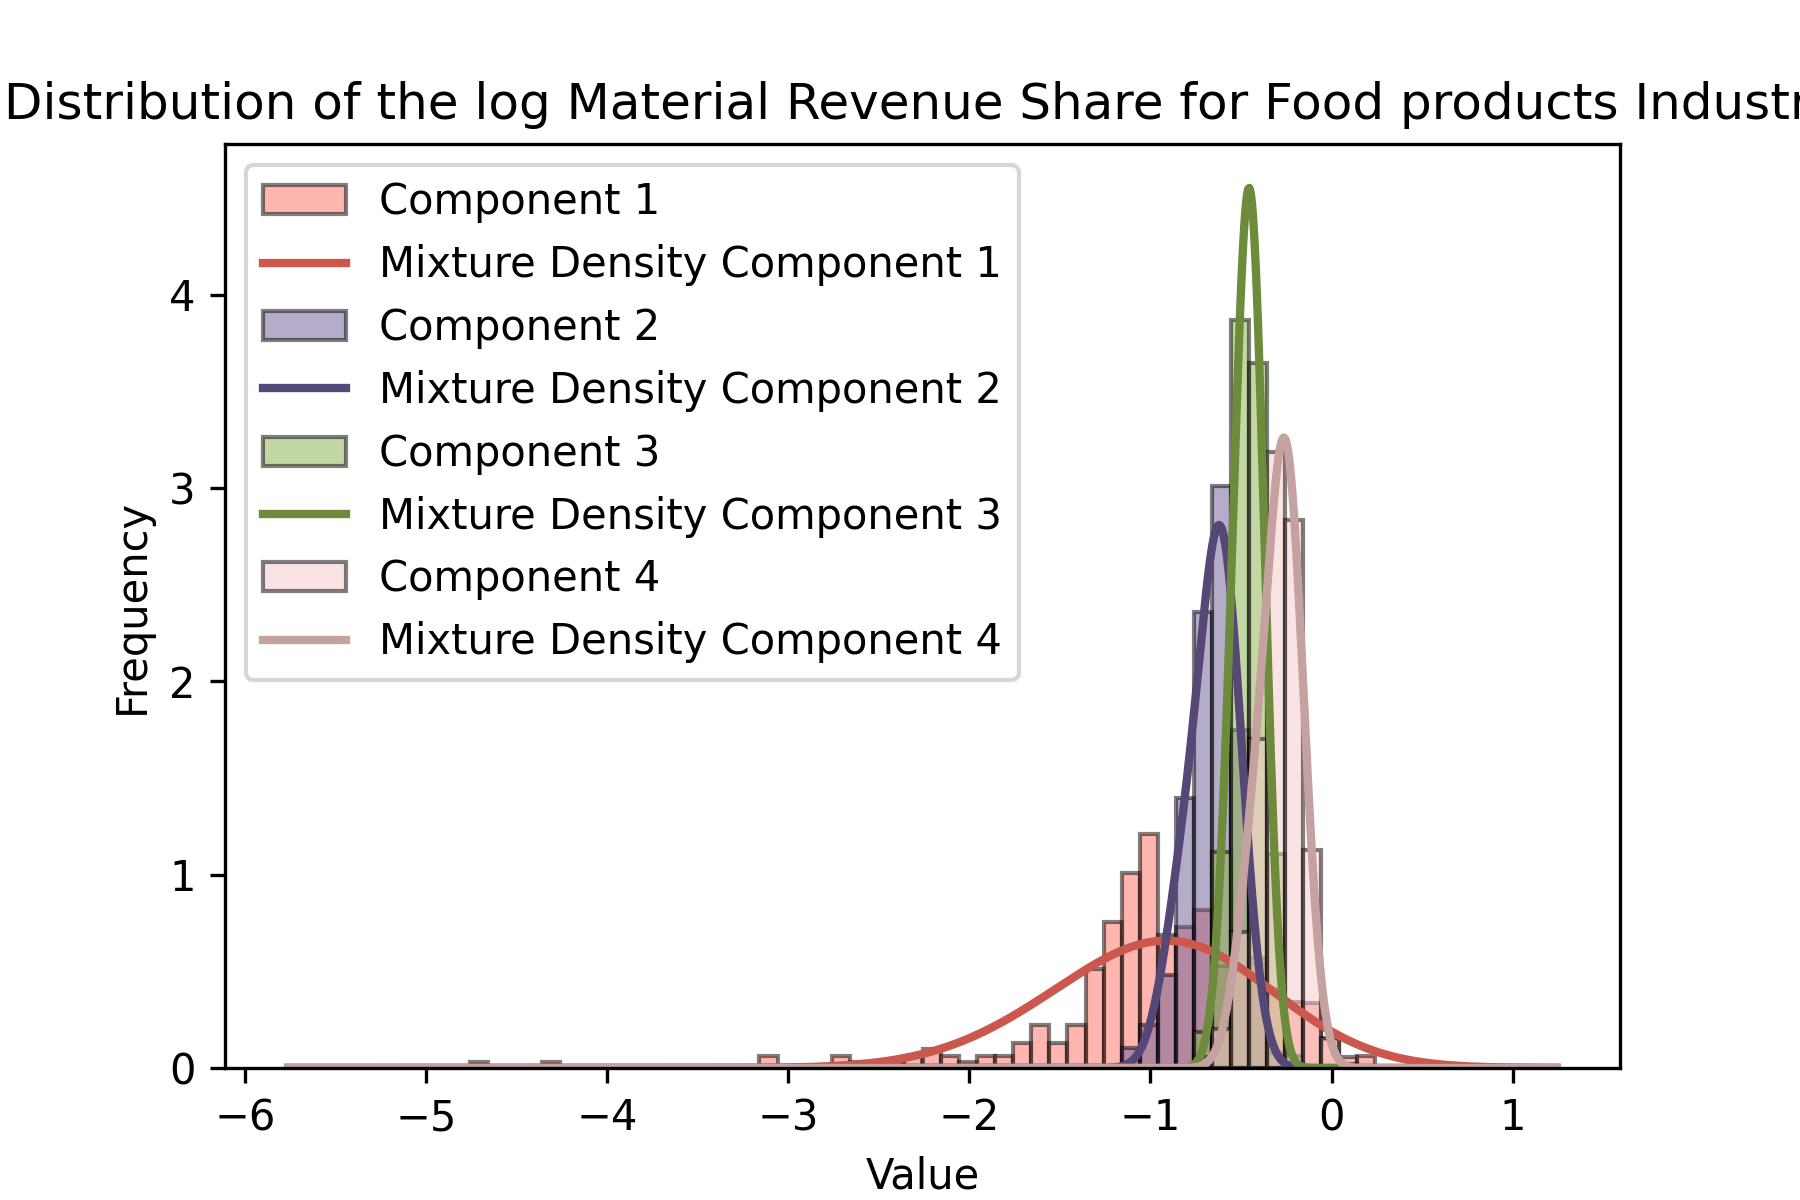 Distribution of the log Material Revenue Share for Food products Industr
Component 1
Mixture Density Component 1
Component 2
Mixture Density Component 2
Component 3
Mixture Density Component 3
Component 4
Mixture Density Component 4
Frequency
4
3
2
1
0
−6 −5 −4 −3 −2 −1 0 1
Value